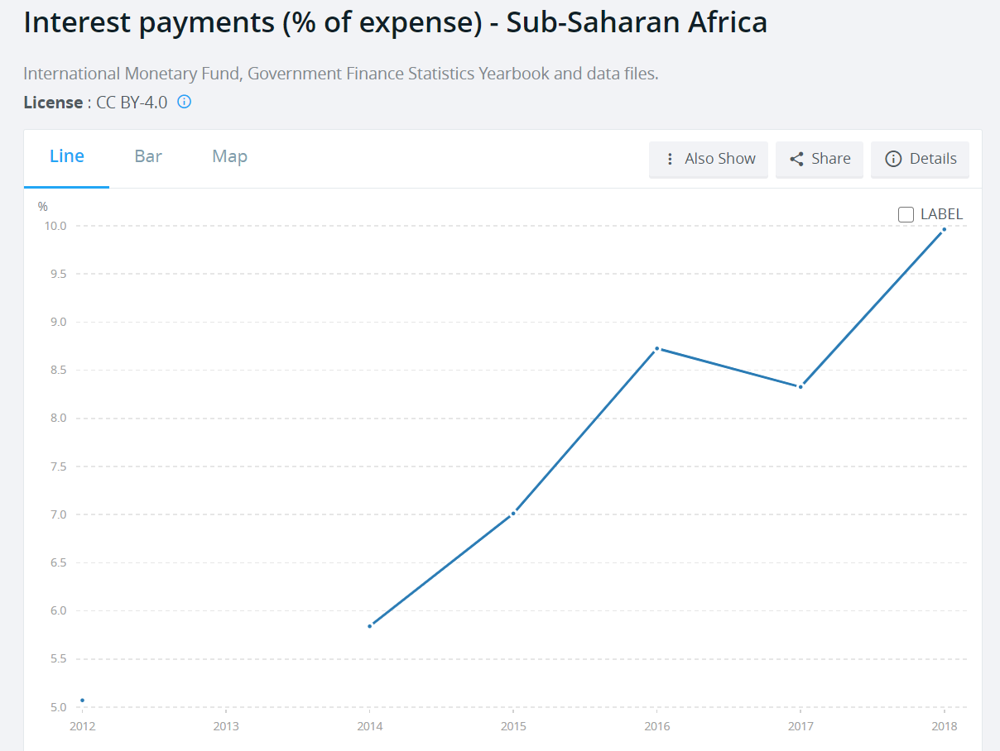 Interest payments (% of expense) - Sub-Saharan Africa
International Monetary Fund, Government Finance Statistics Yearbook and data files.
License : CC BY-4.0
Line Bar Map Also Show Share Details
%
LABEL
10.0
9.5
9.0
8.5
8.0
7.5
7.0
6.5
6.0
5.5
5.0
2012 2013 2014 2015 2016 2017 2018